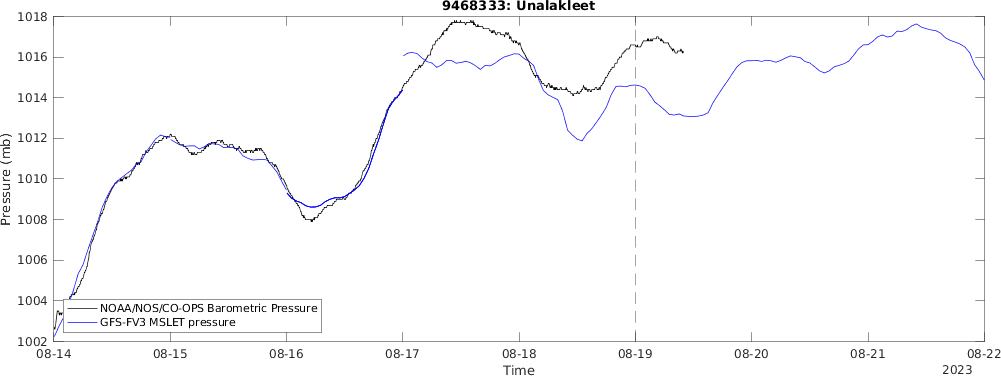 9468333: Unalakleet
1018
1016
1014
1012
1010
1008
1006
1004
1002
Pressure (mb)
NOAA/NOS/CO-OPS Barometric Pressure
GFS-FV3 MSLET pressure
08-14 08-15 08-16 08-17 08-18 08-19 08-20 08-21 08-22
Time
2023